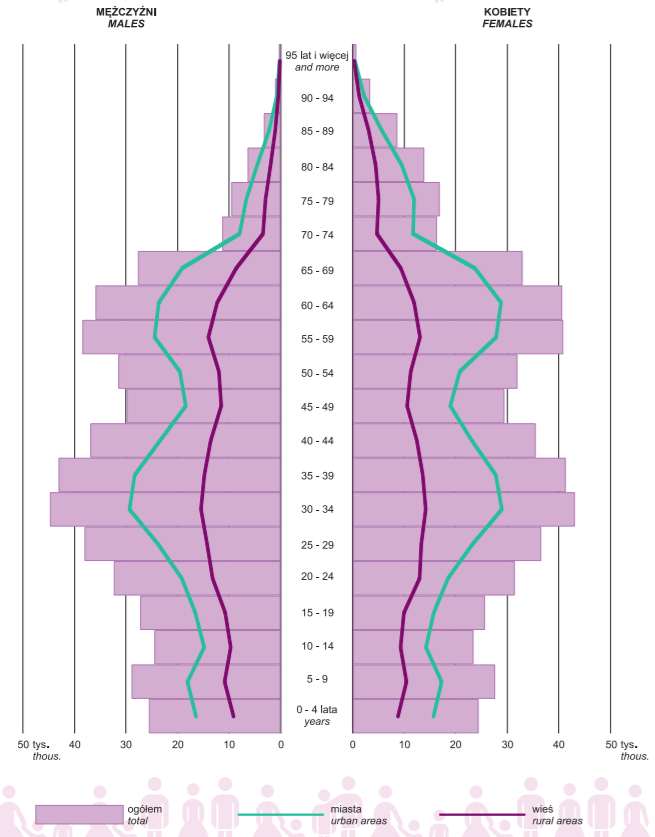 MĘŻCZYŹNI
MALES
KOBIETY
FEMALES
95 lat i więcej
and more
90 - 94
85 - 89
80 - 84
75 - 79
70 - 74
65 - 69
60 - 64
55 - 59
50 - 54
45 - 49
40 - 44
35 - 39
30 - 34
25 - 29
20 - 24
15 - 19
10 - 14
5 - 9
0 - 4 lata
years
50 tys. 40 30 20 10 0 0 10 20 30 40 50 tys.
thous. thous.
ogółem
total
miasta
urban areas
wieś
rural areas